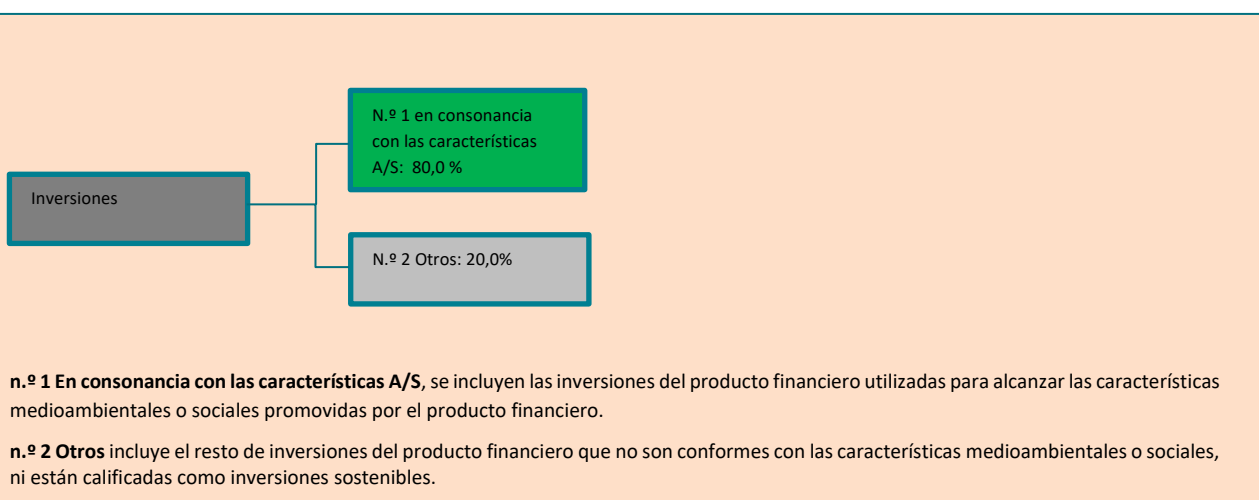 N.º 1 en consonancia
con las características
A/S: 80,0 %
Inversiones
N.º 2 Otros: 20,0%
n.º 1 En consonancia con las características A/S, se incluyen las inversiones del producto financiero utilizadas para alcanzar las características
medioambientales o sociales promovidas por el producto financiero.
n.º 2 Otros incluye el resto de inversiones del producto financiero que no son conformes con las características medioambientales o sociales,
ni están calificadas como inversiones sostenibles.